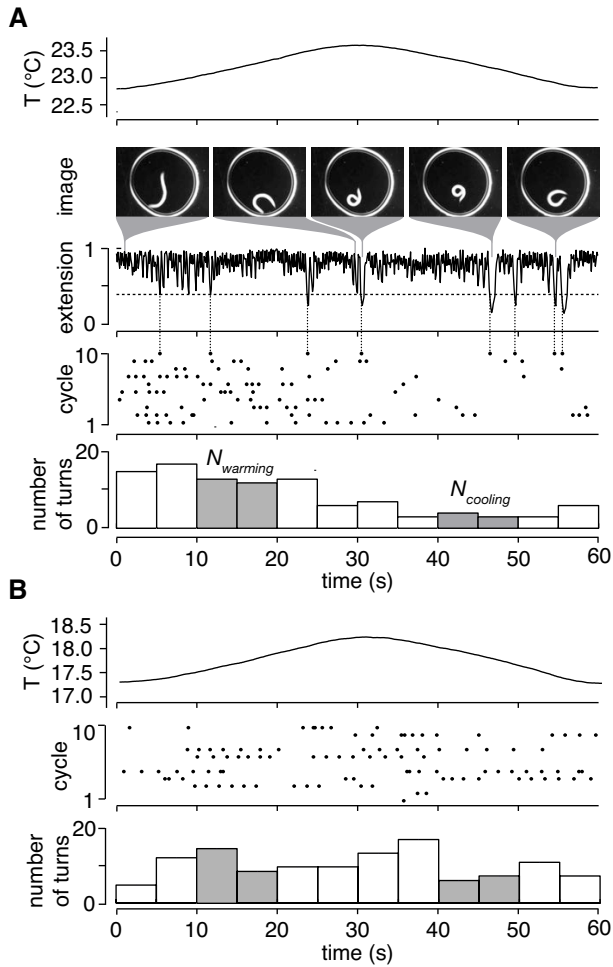 A
T (°C)
23.5
23.0
22.5
image
extension
1
0
cycle
10
1
number
of turns
20
0
N warming
N cooling
0 10 20 30 40 50 60
time (s)
B
T (°C)
18.5
18.0
17.5
17.0
cycle
10
1
number
of turns
20
0
0 10 20 30 40 50 60
time (s)